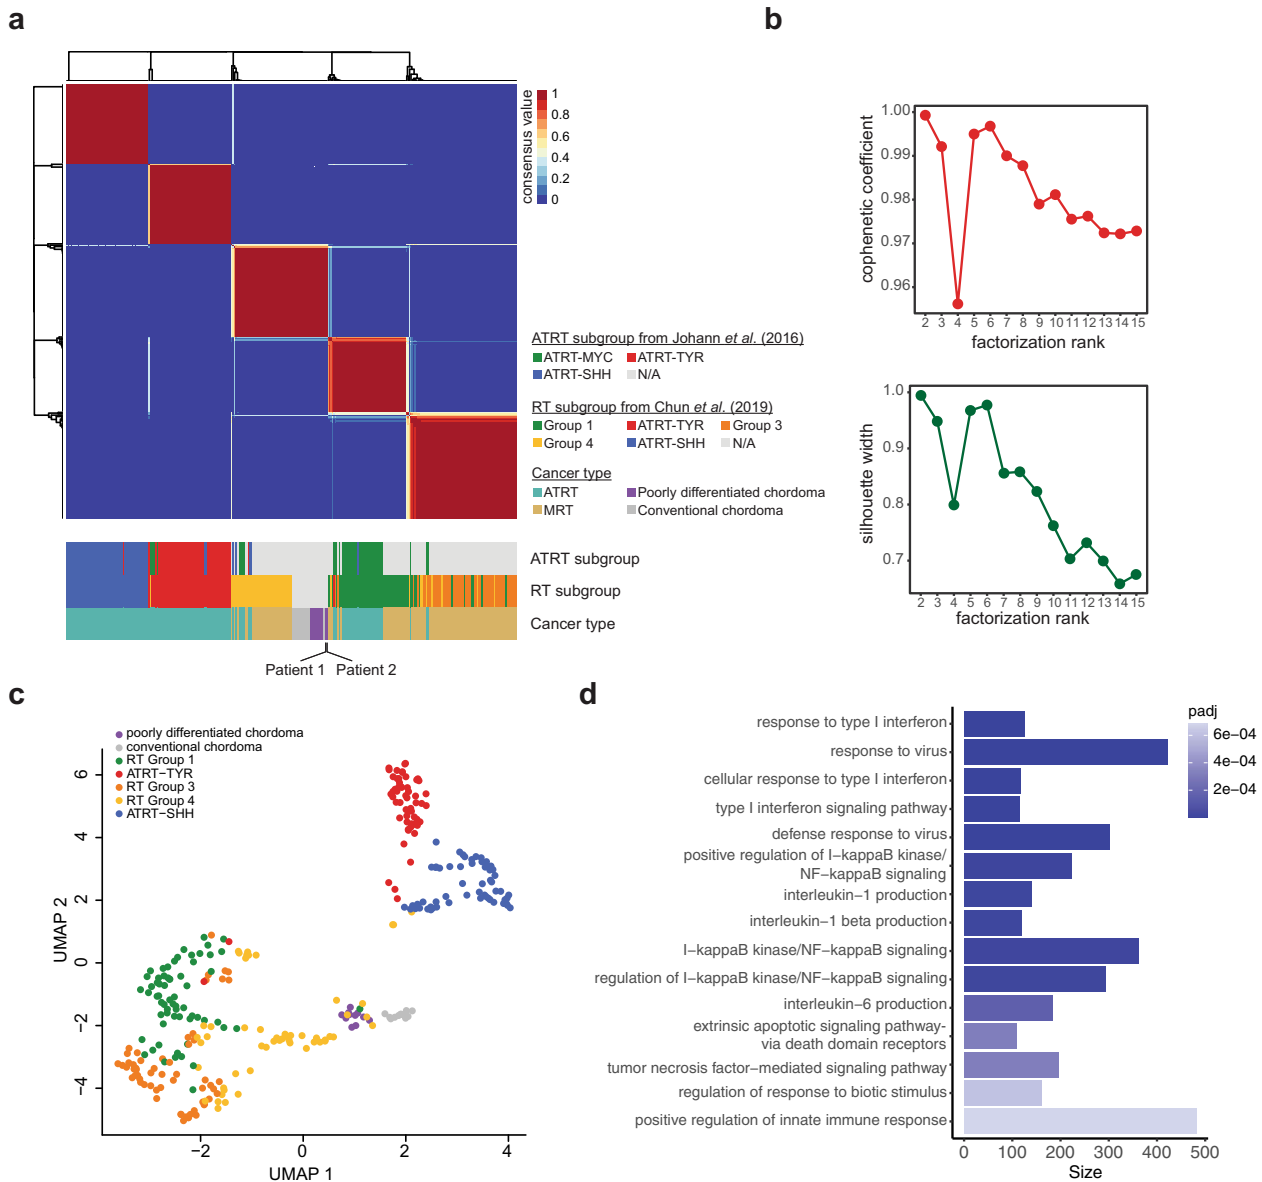 a
consensus value
1
0.8
0.6
0.4
0.2
0
ATRT subgroup from Johann et al. (2016)
ATRT-MYC ATRT-TYR
ATRT-SHH N/A
RT subgroup from Chun et al. (2019)
Group 1 ATRT-TYR Group 3
Group 4 ATRT-SHH N/A
Cancer type
ATRT Poorly differentiated chordoma
MRT Conventional chordoma
ATRT subgroup
RT subgroup
Cancer type
Patient 1 Patient 2
b
cophenetic coefficient
1.00
0.99
0.98
0.97
0.96
2 3 4 5 6 7 8 9 10 11 12 13 14 15
factorization rank
silhouette width
1.0
0.9
0.8
0.7
2 3 4 5 6 7 8 9 10 11 12 13 14 15
factorization rank
c
poorly differentiated chordoma
conventional chordoma
RT Group 1
ATRT−TYR
RT Group 3
RT Group 4
ATRT−SHH
UMAP 2
6
4
2
0
−2
−4
−2 0 2 4
UMAP 1
d
response to type I interferon
response to virus
cellular response to type I interferon
type I interferon signaling pathway
defense response to virus
positive regulation of I−kappaB kinase/
NF−kappaB signaling
interleukin−1 production
interleukin−1 beta production
I−kappaB kinase/NF−kappaB signaling
regulation of I−kappaB kinase/NF−kappaB signaling
interleukin−6 production
extrinsic apoptotic signaling pathway-
via death domain receptors
tumor necrosis factor−mediated signaling pathway
regulation of response to biotic stimulus
positive regulation of innate immune response
0 100 200 300 400 500
Size
padj
6e−04
4e−04
2e−04